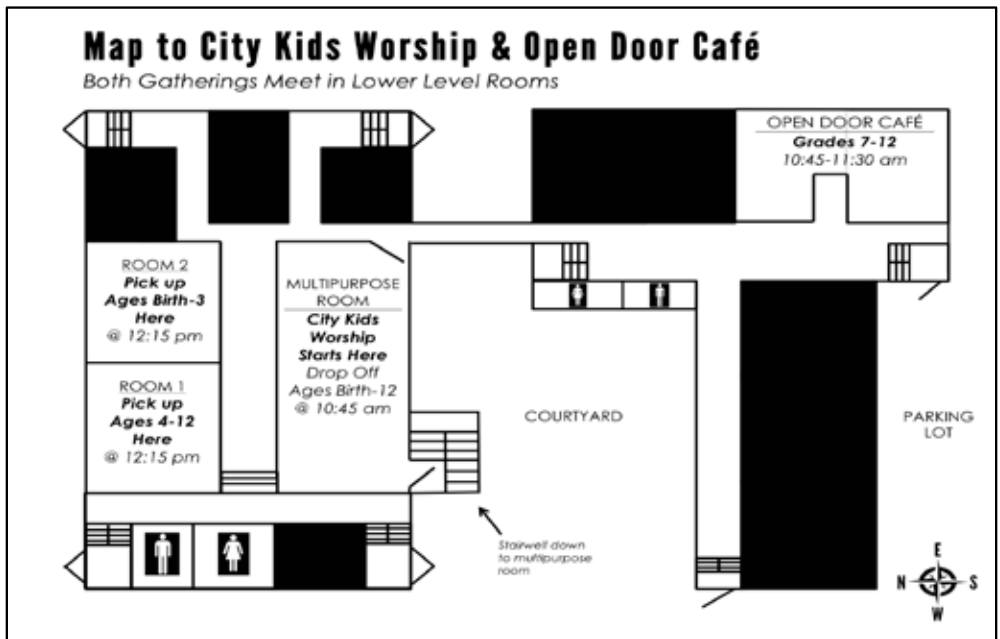 Map to City Kids Worship & Open Door Café
Both Gatherings Meet in Lower Level Rooms
OPEN DOOR CAFÉ
Grades 7-12
10:45-11:30 am
ROOM 2
Pick up
Ages Birth-3
Here
@ 12:15 pm
MULTIPURPOSE
ROOM
City Kids
Worship
Starts Here
Drop Off
Ages Birth-12
@ 10:45 am
ROOM 1
Pick up
Ages 4-12
Here
@ 12:15 pm
COURTYARD
PARKING
LOT
Stairwell down
to multipurpose
room
E
N S
W